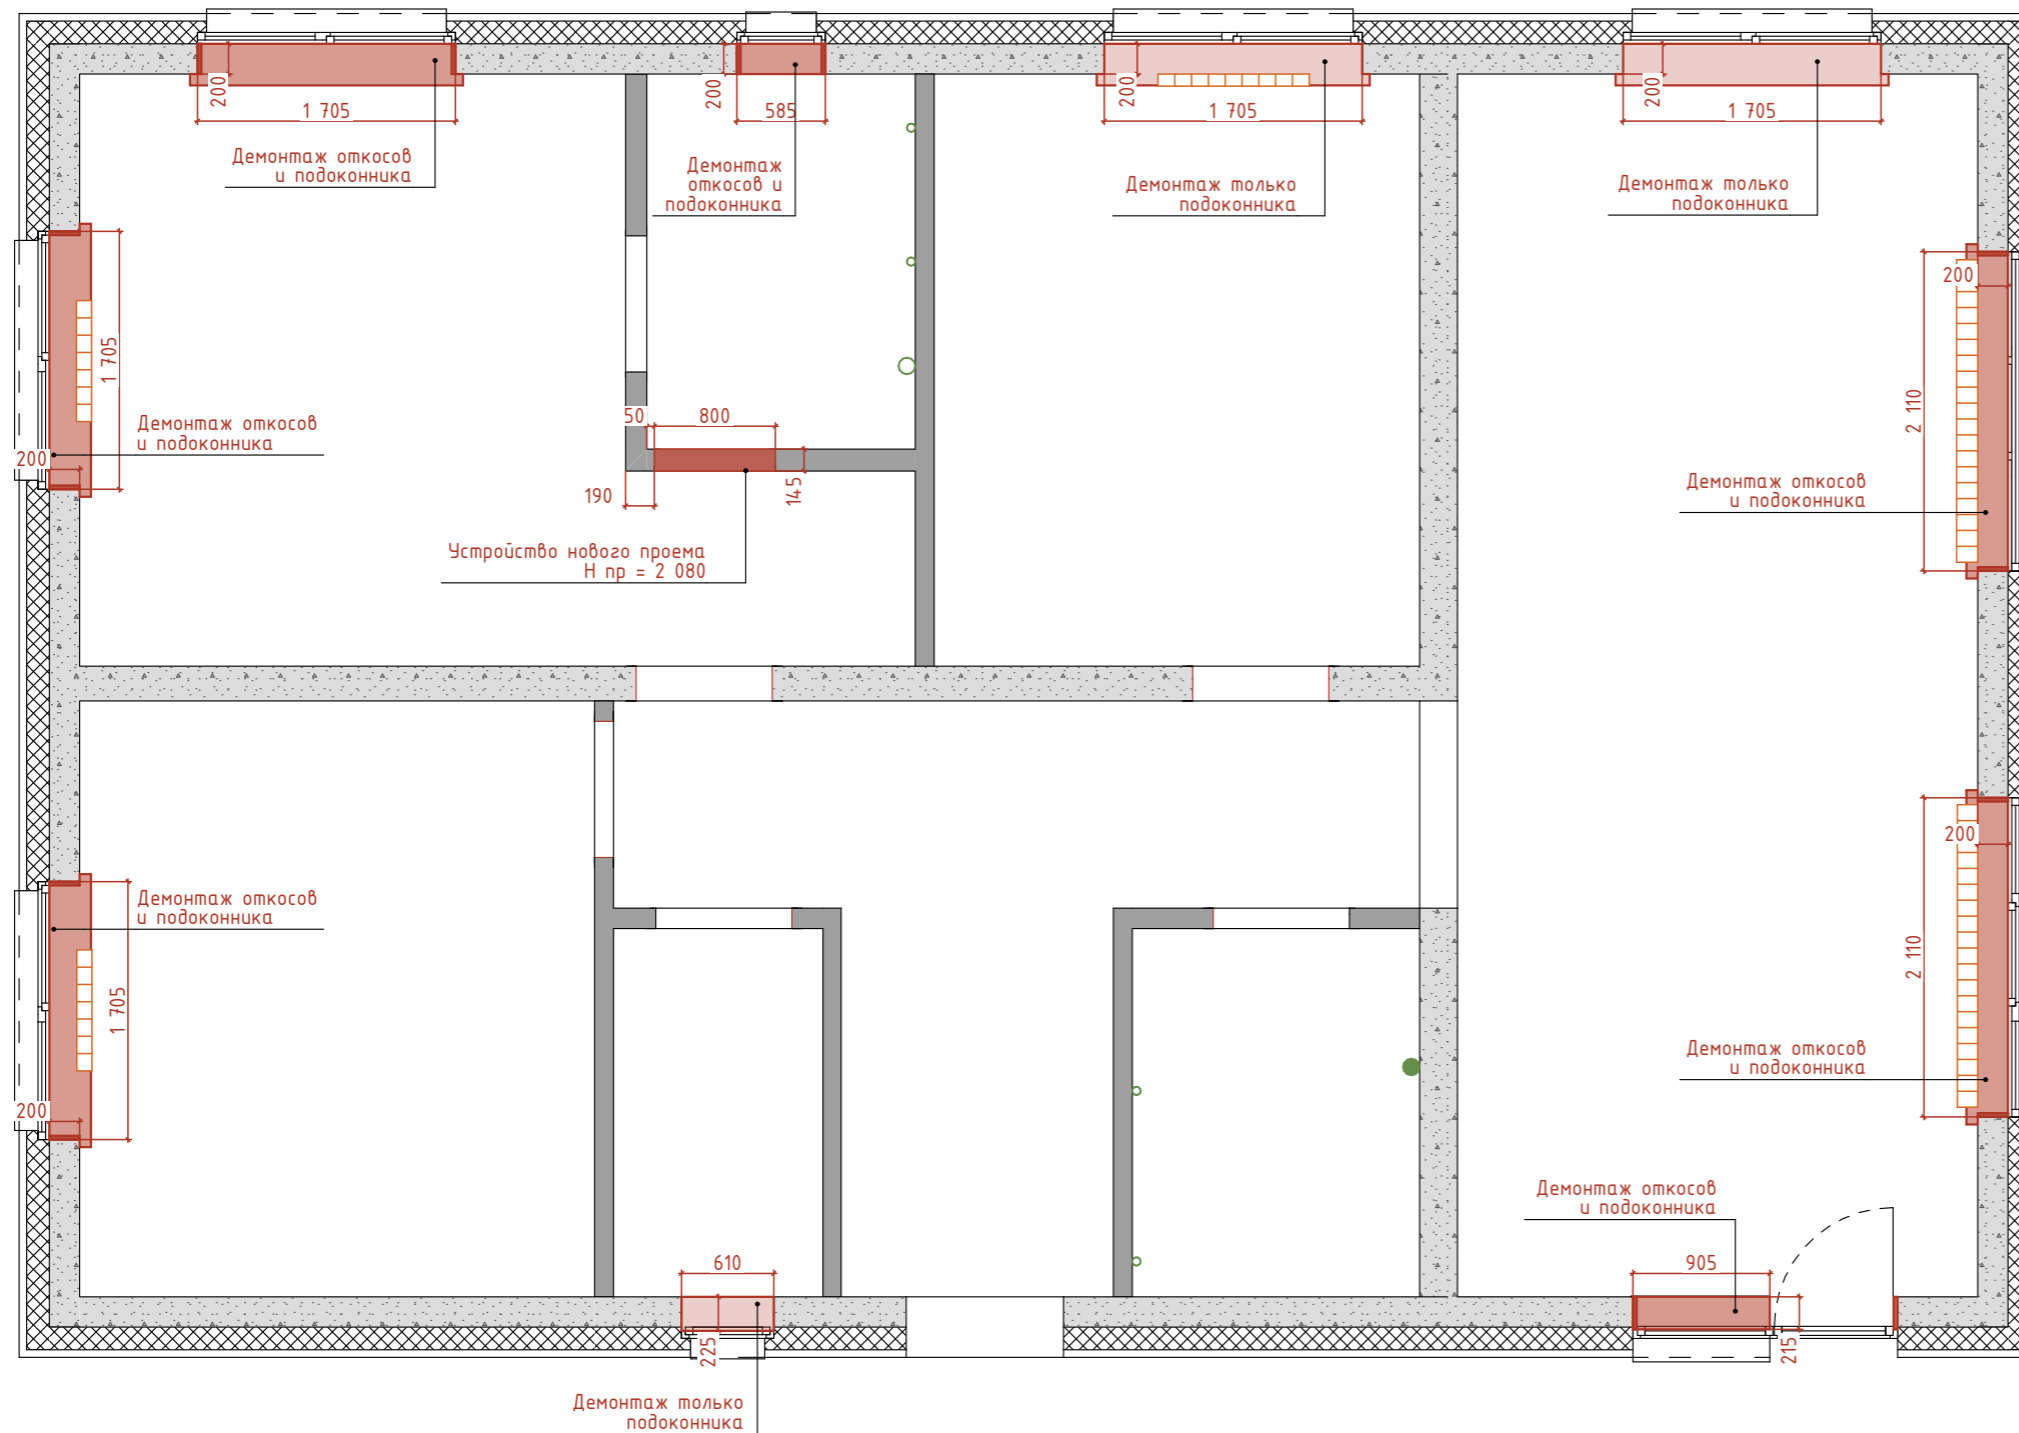 200
1 705
Демонтаж откосов
и подоконника
200
585
Демонтаж
откосов и
подоконника
200
1 705
Демонтаж только
подоконника
200
1 705
Демонтаж только
подоконника
1 705
Демонтаж откосов
и подоконника
200
50
800
190
145
Устройство нового проема
Н пр = 2 080
200
2 110
Демонтаж откосов
и подоконника
Демонтаж откосов
и подоконника
1 705
200
200
2 110
Демонтаж откосов
и подоконника
Демонтаж откосов
и подоконника
905
215
610
225
Демонтаж только
подоконника